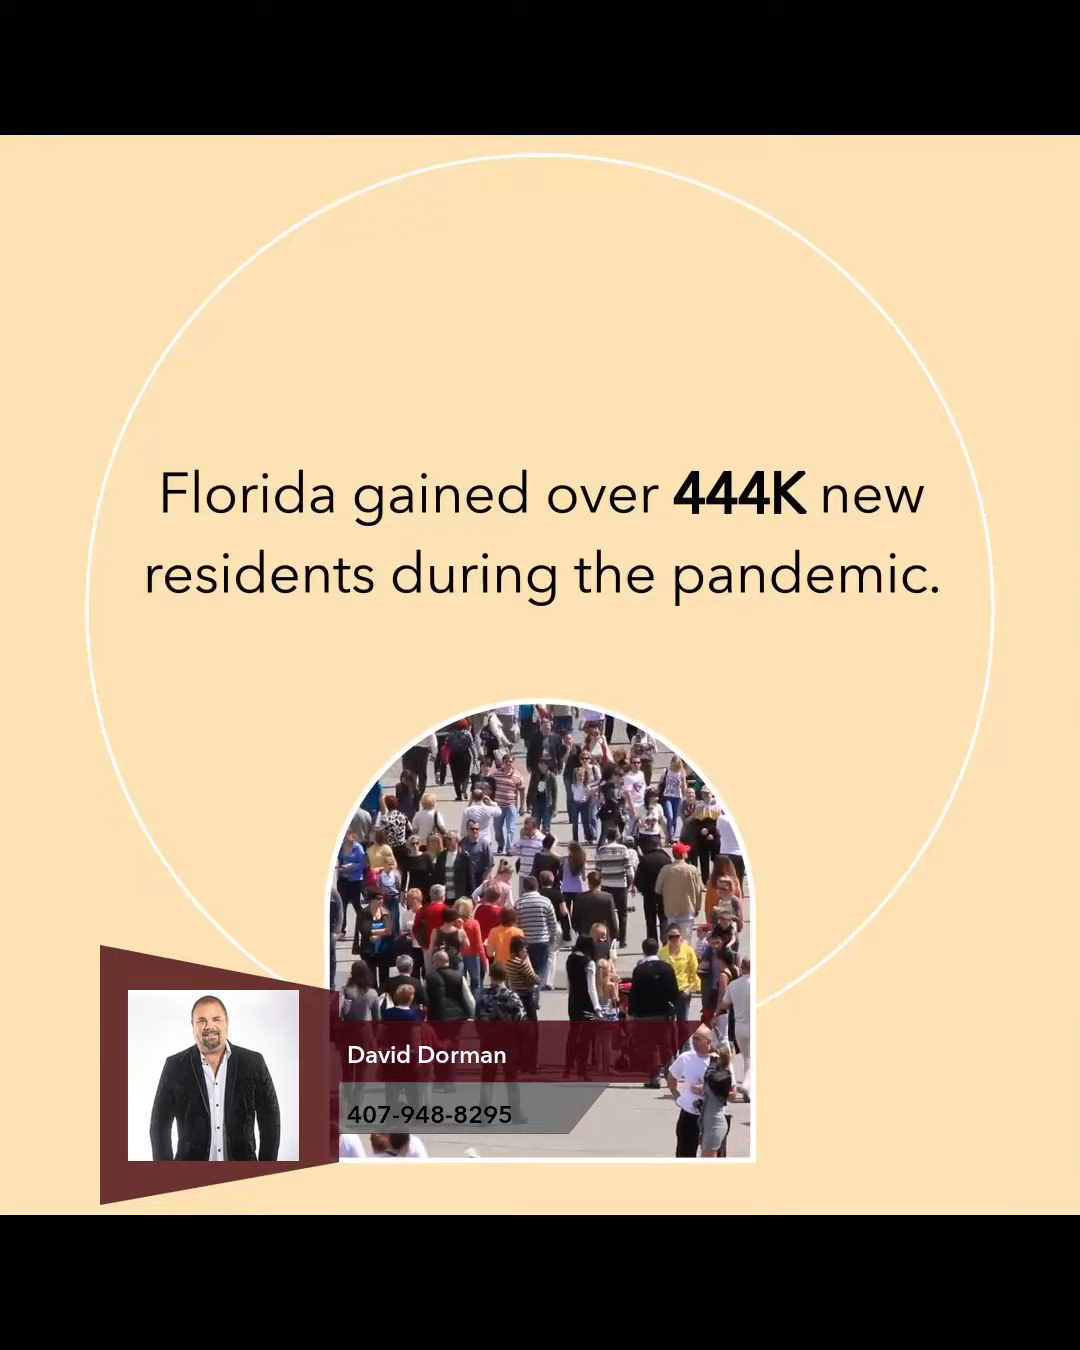 Florida gained over 444K new
residents during the pandemic.
David Dorman
407-948-8295